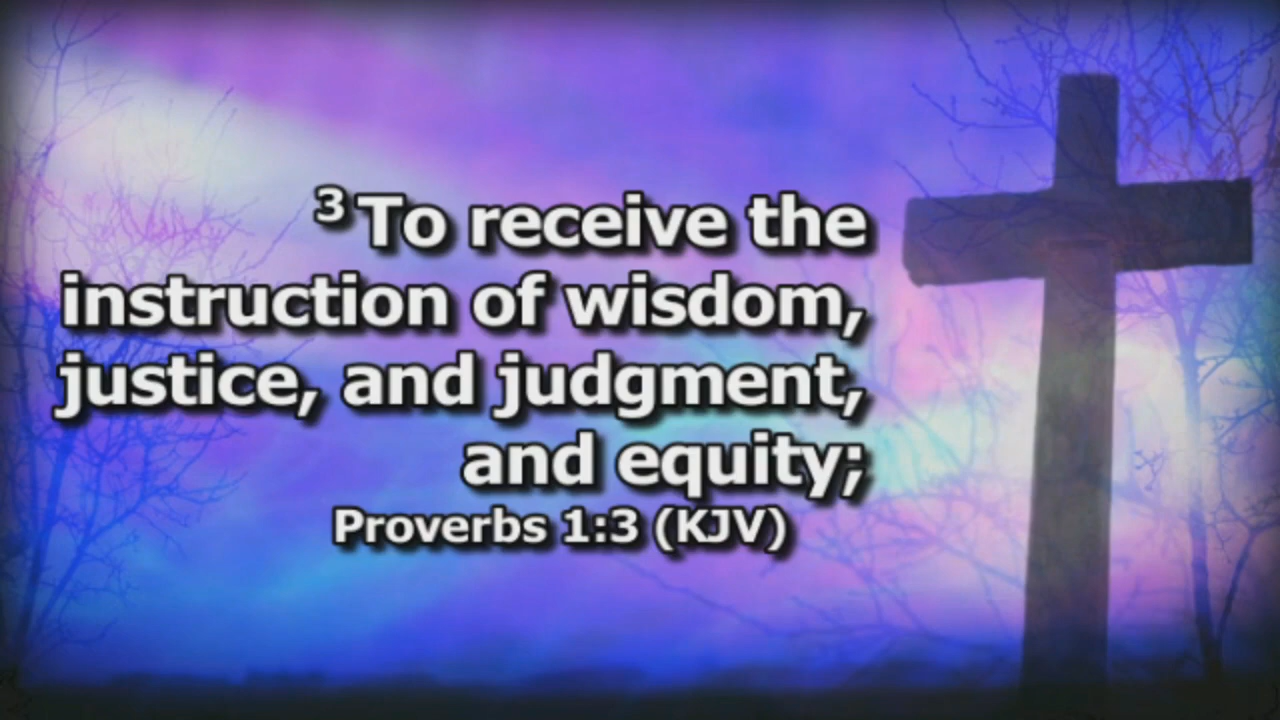 3 To receive the
instruction of wisdom,
justice, and judgment,
and equity;
Proverbs 1:3 (KJV)